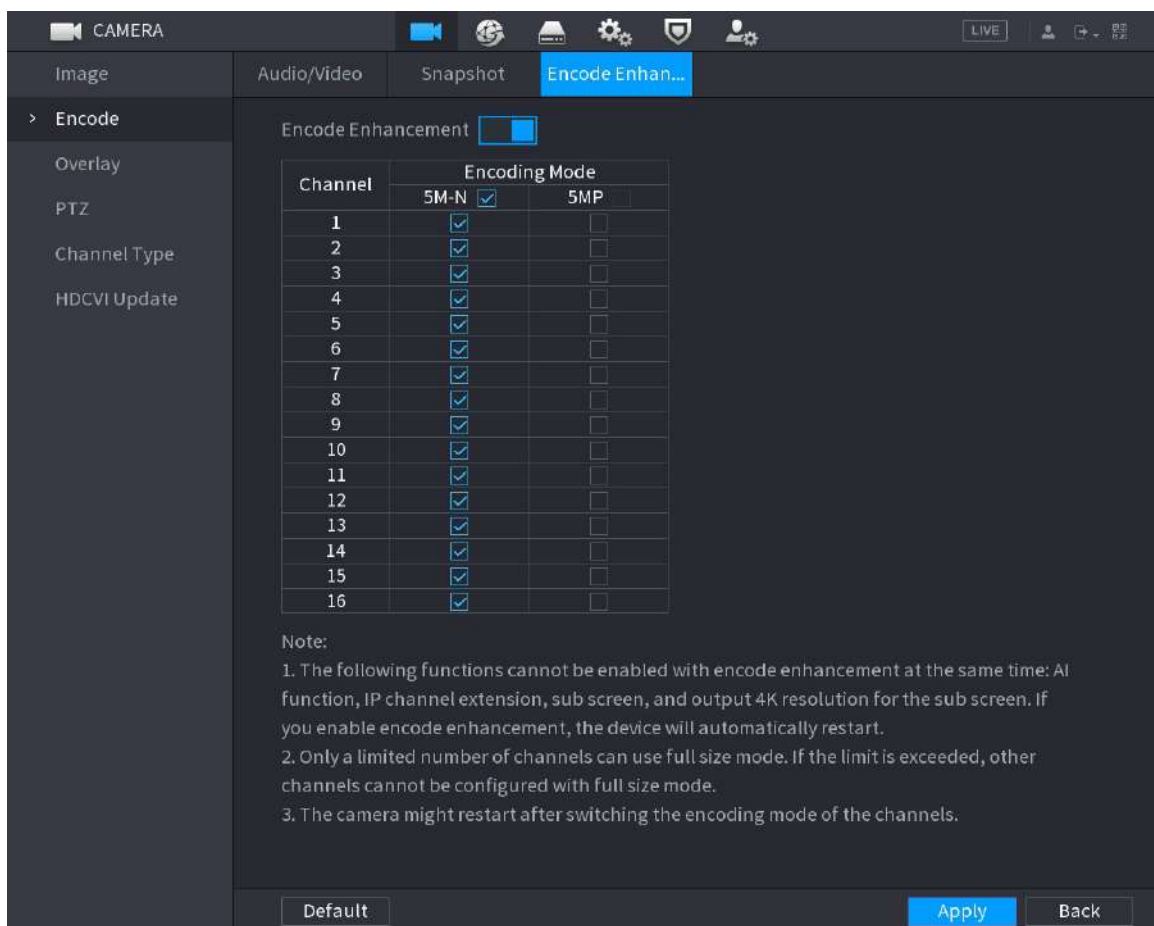 CAMERA
LIVE
Image
Audio/Video Snapshot Encode Enhan...
> Encode
Encode Enhancement
Overlay
PTZ
Channel Type
HDCVI Update
Channel Encoding Mode
5M-N 5MP
1
2
3
4
5
6
7
8
9
10
11
12
13
14
15
16
Note:
1. The following functions cannot be enabled with encode enhancement at the same time: AI
function, IP channel extension, sub screen, and output 4K resolution for the sub screen. If
you enable encode enhancement, the device will automatically restart.
2. Only a limited number of channels can use full size mode. If the limit is exceeded, other
channels cannot be configured with full size mode.
3. The camera might restart after switching the encoding mode of the channels.
Default Apply Back